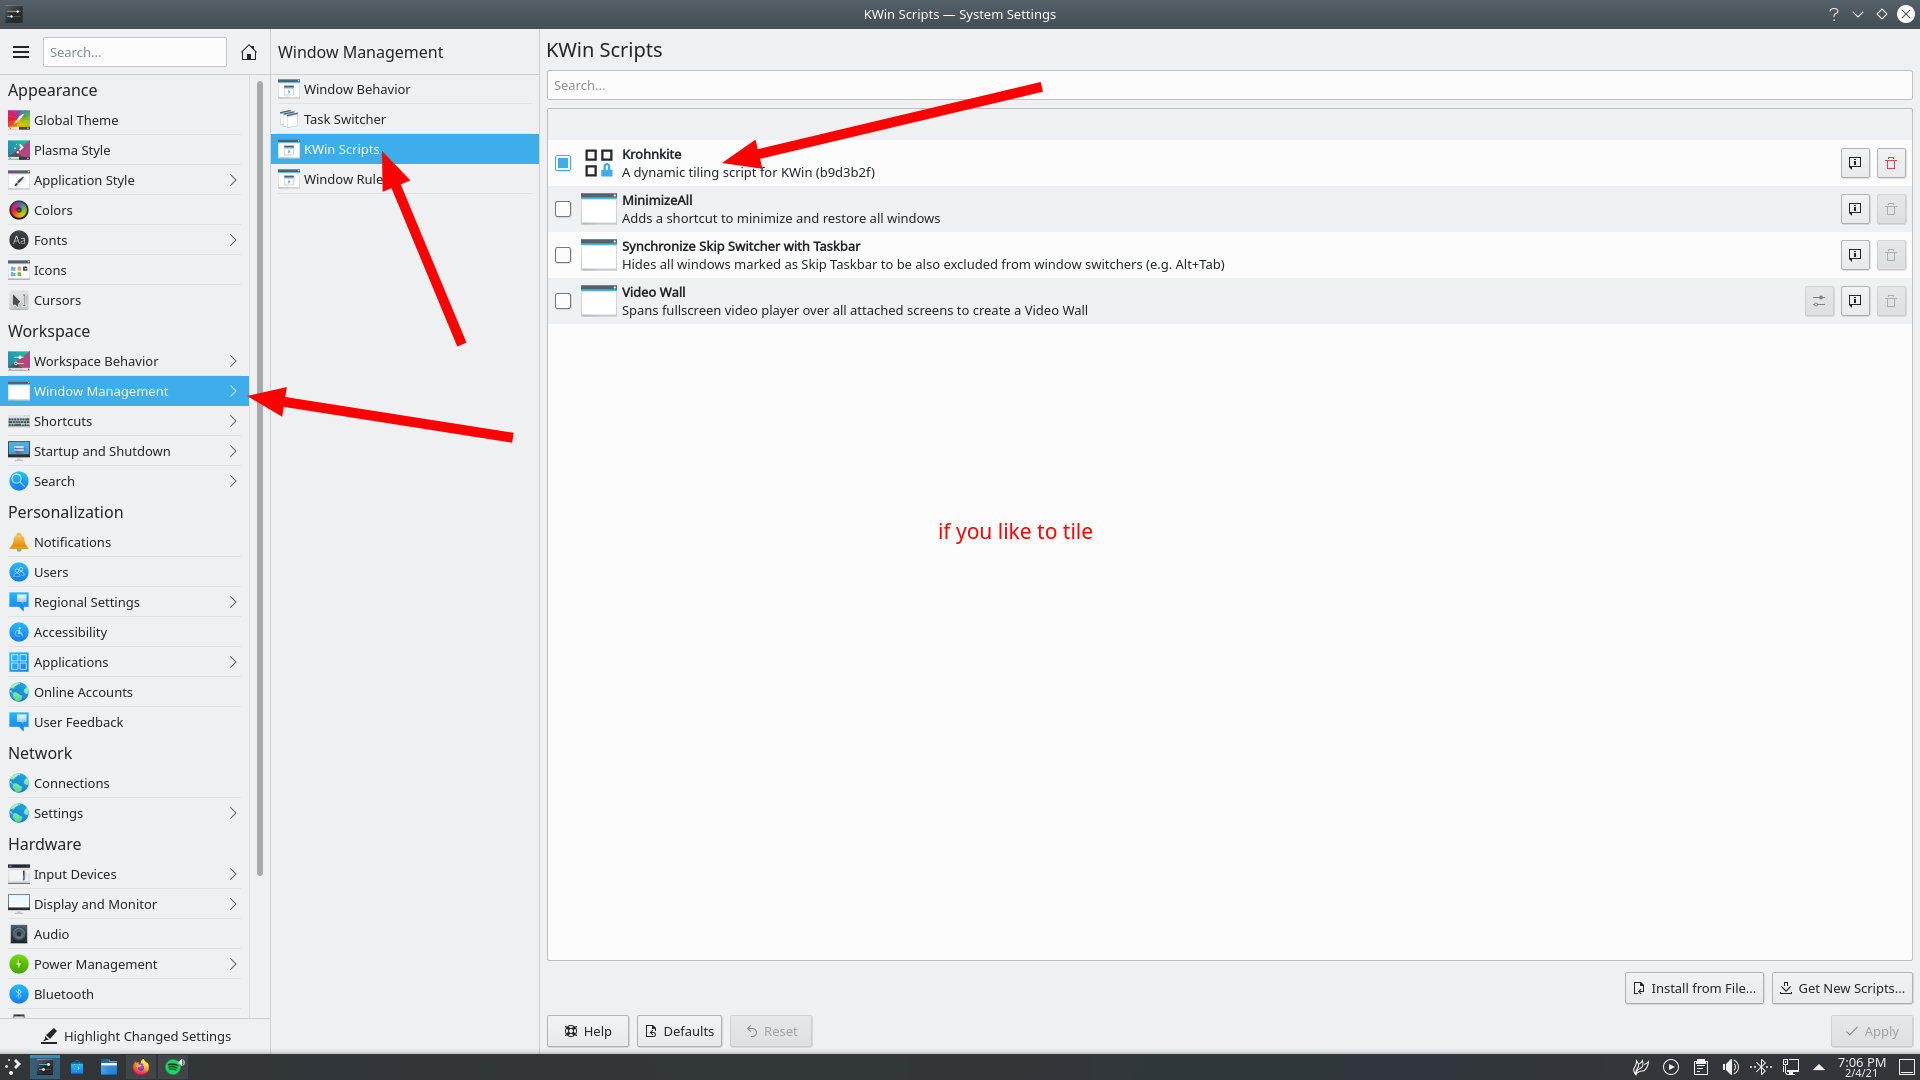 KWin Scripts — System Settings
Search...
Appearance
Global Theme
Plasma Style
Application Style
Colors
Fonts
Icons
Cursors
Workspace
Workspace Behavior
Window Management
Shortcuts
Startup and Shutdown
Search
Personalization
Notifications
Users
Regional Settings
Accessibility
Applications
Online Accounts
User Feedback
Network
Connections
Settings
Hardware
Input Devices
Display and Monitor
Audio
Power Management
Bluetooth
Highlight Changed Settings
Window Management
Window Behavior
Task Switcher
KWin Scripts
Window Rule
KWin Scripts
Search...
Krohnkite
A dynamic tiling script for KWin (b9d3b2f)
MinimizeAll
Adds a shortcut to minimize and restore all windows
Synchronize Skip Switcher with Taskbar
Hides all windows marked as Skip Taskbar to be also excluded from window switchers (e.g. Alt+Tab)
Video Wall
Spans fullscreen video player over all attached screens to create a Video Wall
if you like to tile
Install from File...
Get New Scripts...
Help
Defaults
Reset
Apply
7:06 PM
2/4/21